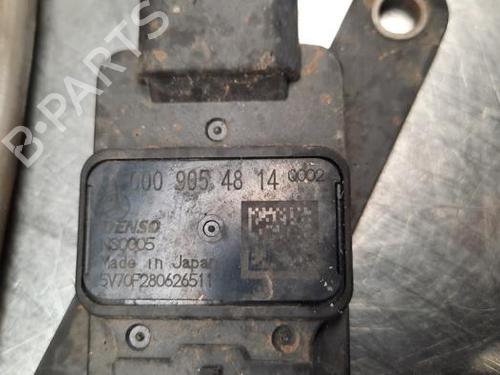 000 905 48 14 Q002
DENSO
NS0005
Made in Japan
5V70F280626511
B-PARTS